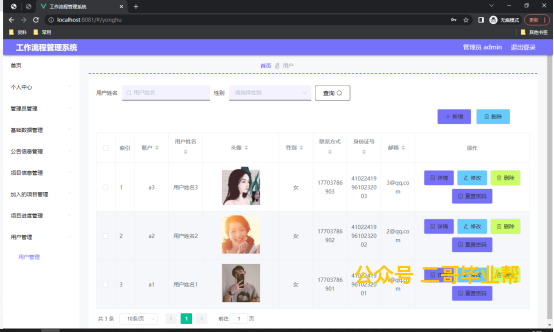 工作流程管理系统
localhost:8081/#/yonghu
无痕模式
更新
资料
常用
其他书签
工作流程管理系统
管理员 admin
退出登录
首页
个人中心
管理员管理
基础数据管理
公告信息管理
项目信息管理
加入的项目管理
项目进度管理
用户管理
用户管理
首页 用户
用户姓名 用户姓名 性别 请选择性别 查询
新增 删除
索引 账户 用户姓名 头像 性别 联系方式 身份证号 邮箱 操作
1 a3 用户姓名3 女 17703786903 410224199610232003 3@qq.com 详情 修改 删除 重置密码
2 a2 用户姓名2 女 17703786902 410224199610232002 2@qq.com 详情 修改 删除 重置密码
3 a1 用户姓名1 女 17703786901 410224199610232001 1@qq.com 重置密码
公众号 二哥毕业帮
共 3 条 10条/页 1 前往 1 页